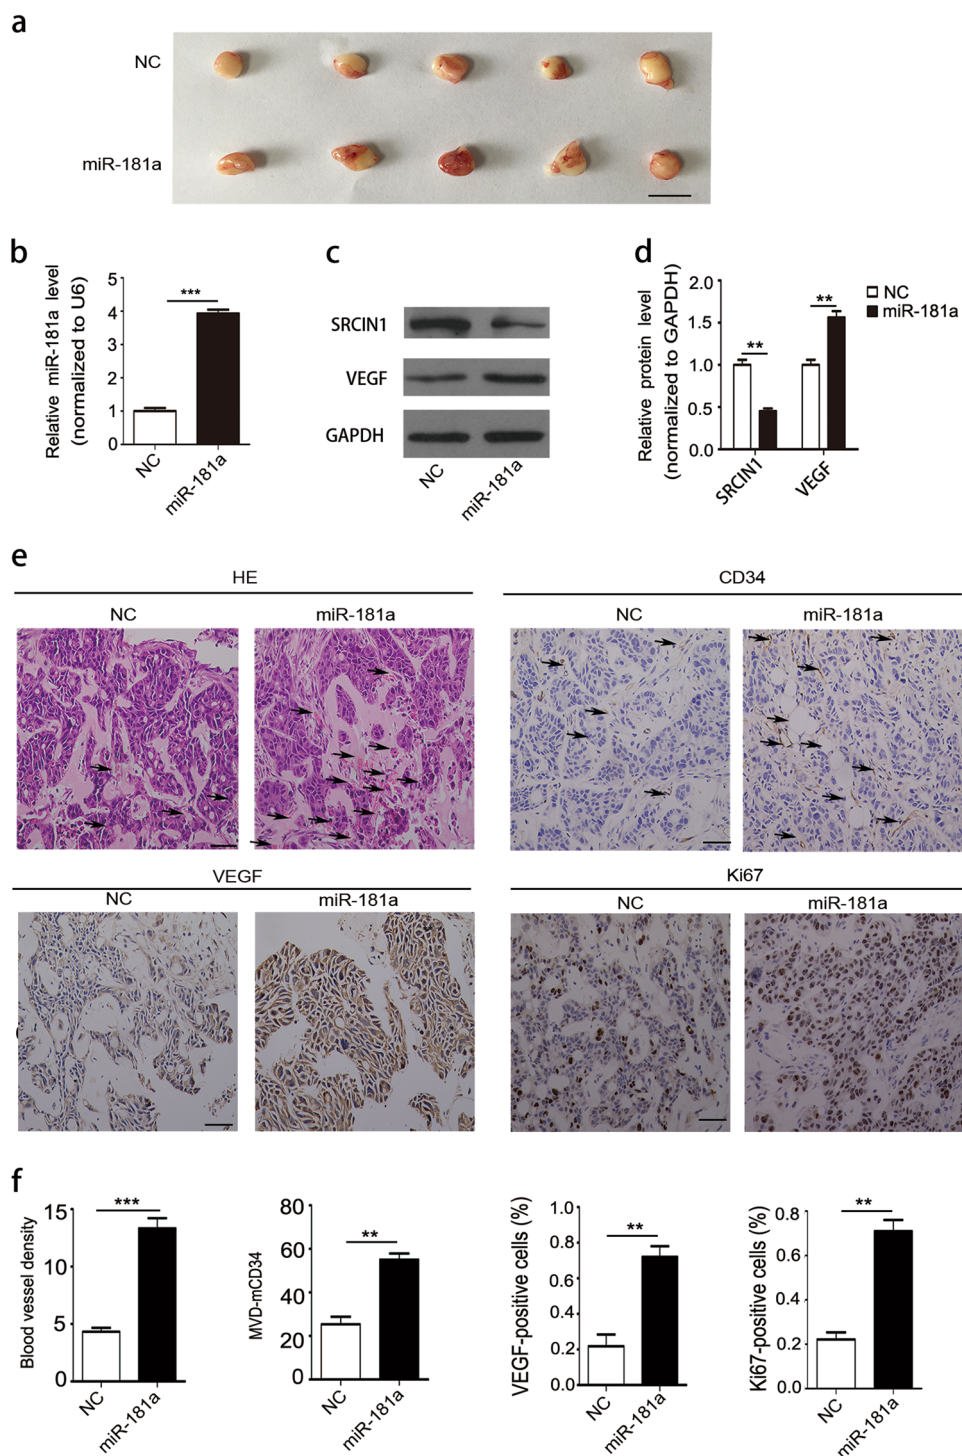 a
NC
miR-181a
b
Relative miR-181a level
(normalized to U6)
5
4
3
2
1
0
***
NC
miR-181a
c
SRCIN1
VEGF
GAPDH
NC
miR-181a
d
Relative protein level
(normalized to GAPDH)
2.0
1.5
1.0
0.5
0.0
**
**
NC
miR-181a
SRCIN1
VEGF
e
HE
NC
miR-181a
CD34
NC
miR-181a
VEGF
NC
miR-181a
Ki67
NC
miR-181a
f
Blood vessel density
15
10
5
0
***
NC
miR-181a
MVD-mCD34
80
60
40
20
0
**
NC
miR-181a
VEGF-positive cells (%)
1.0
0.8
0.6
0.4
0.2
0.0
**
NC
miR-181a
Ki67-positive cells (%)
0.8
0.6
0.4
0.2
0.0
**
NC
miR-181a